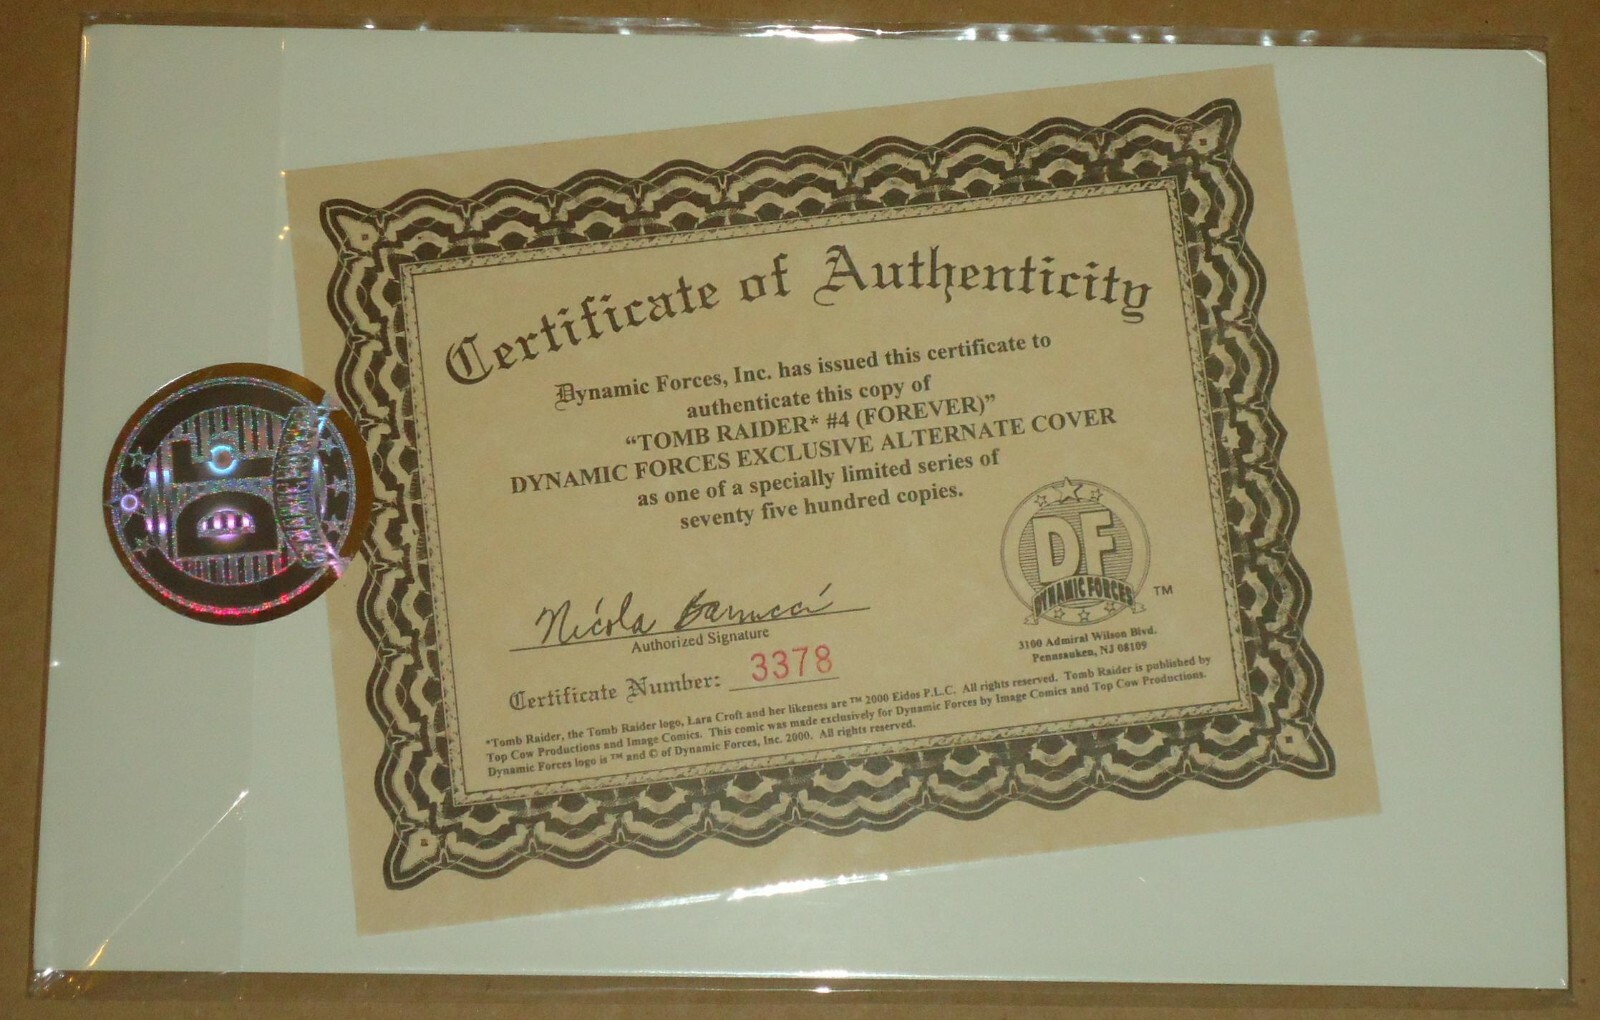 Certificate of Authenticity
Dynamic Forces, Inc. has issued this certificate to
authenticate this copy of
“TOMB RAIDER* #4 (FOREVER)”
DYNAMIC FORCES EXCLUSIVE ALTERNATE COVER
as one of a specially limited series of
seventy five hundred copies.
DF
DYNAMIC FORCES
TM
3100 Admiral Wilson Blvd.
Pennsauken, NJ 08109
Nicola Barrucci
Authorized Signature
Certificate Number: 3378
*Tomb Raider, the Tomb Raider logo, Lara Croft and her likeness are ™ 2000 Eidos P.L.C. All rights reserved. Tomb Raider is published by
Top Cow Productions and Image Comics. This comic was made exclusively for Dynamic Forces by Image Comics and Top Cow Productions.
Dynamic Forces logo is ™ and © of Dynamic Forces, Inc. 2000. All rights reserved.
DF
DYNAMIC FORCES